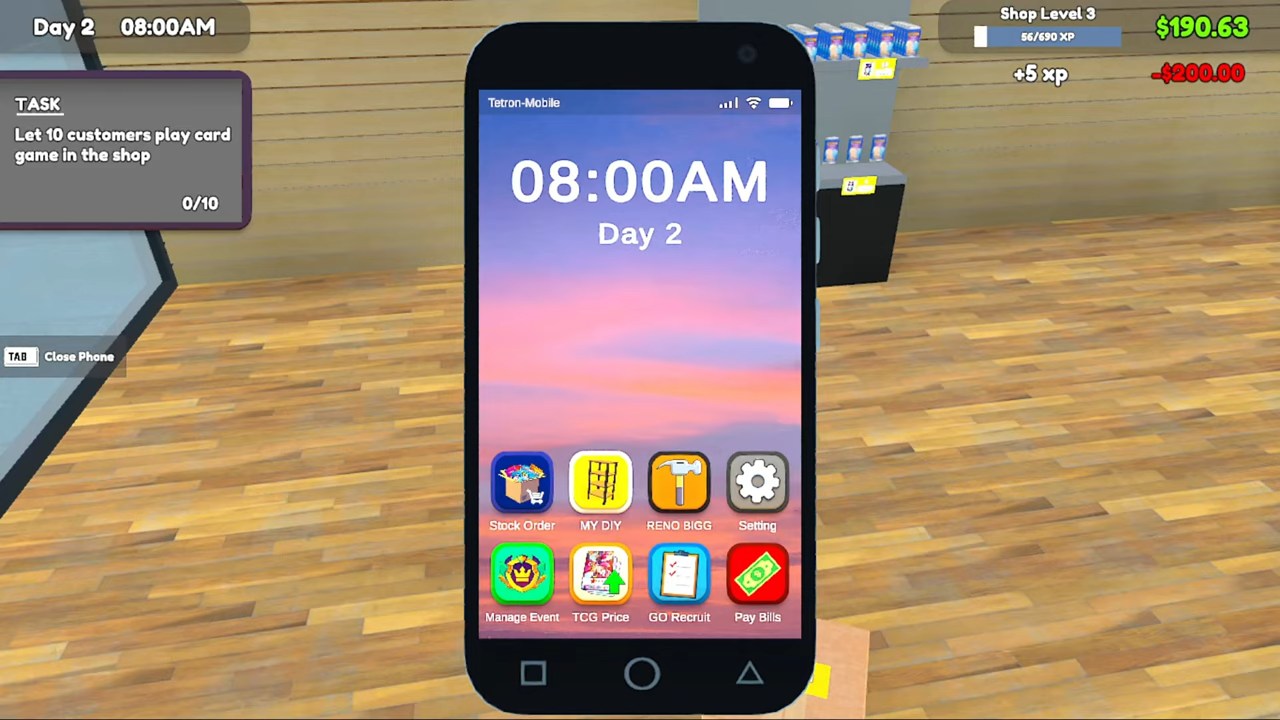 Day 2 08:00AM
Shop Level 3
56/690 XP
$190.63
+5 xp
-$200.00
TASK
Let 10 customers play card
game in the shop
0/10
TAB Close Phone
Tetron-Mobile
08:00AM
Day 2
Stock Order MY DIY RENO BIGG Setting
Manage Event TCG Price GO Recruit Pay Bills